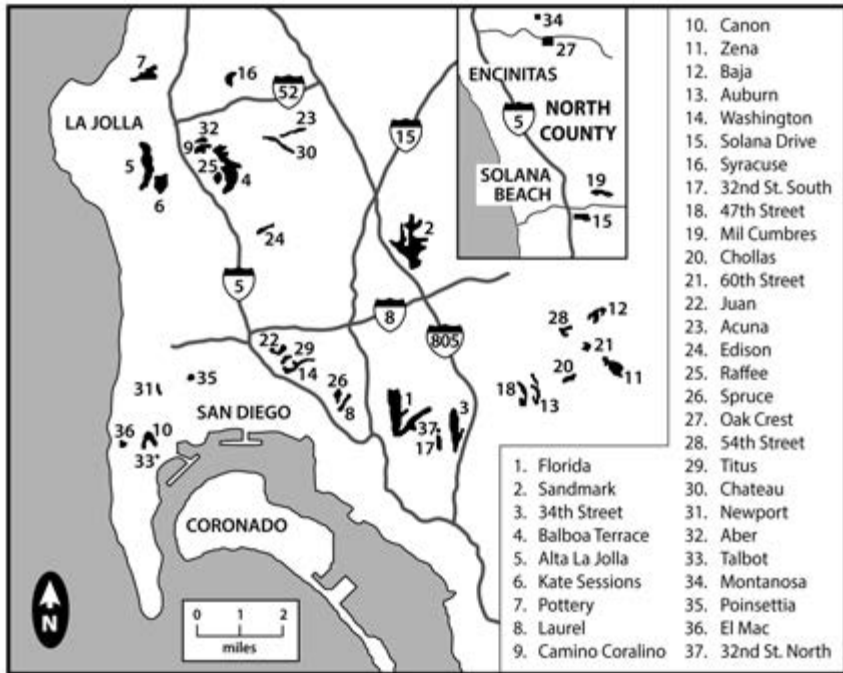 34
27
ENCINITAS
5
NORTH
COUNTY
SOLANA
BEACH
19
15
7
16
52
LA JOLLA
23
32
9
30
15
5
25
4
6
2
24
5
8
28
12
805
22
29
14
21
20
11
26
8
35
31
1
3
18
13
SAN DIEGO
37
17
36
10
33
CORONADO
N
0 1 2
miles
1. Florida
2. Sandmark
3. 34th Street
4. Balboa Terrace
5. Alta La Jolla
6. Kate Sessions
7. Pottery
8. Laurel
9. Camino Coralino
10. Canon
11. Zena
12. Baja
13. Auburn
14. Washington
15. Solana Drive
16. Syracuse
17. 32nd St. South
18. 47th Street
19. Mil Cumbres
20. Chollas
21. 60th Street
22. Juan
23. Acuna
24. Edison
25. Raffee
26. Spruce
27. Oak Crest
28. 54th Street
29. Titus
30. Chateau
31. Newport
32. Aber
33. Talbot
34. Montanosa
35. Poinsettia
36. El Mac
37. 32nd St. North